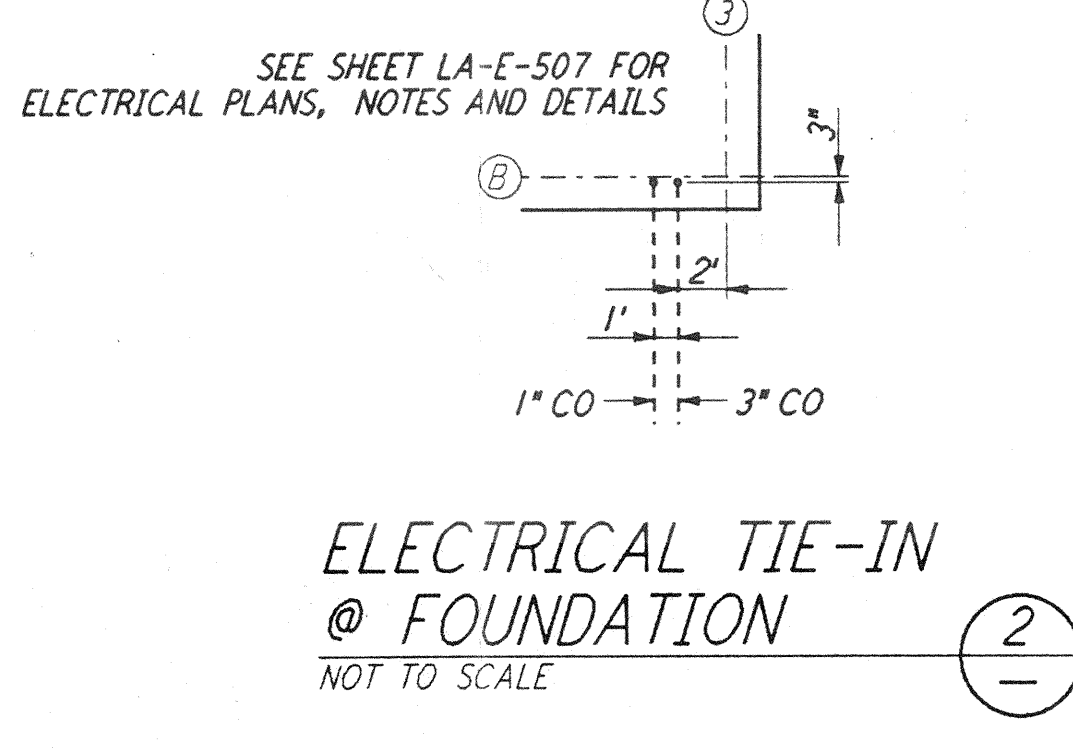 3
SEE SHEET LA-E-507 FOR
ELECTRICAL PLANS, NOTES AND DETAILS
3"
B
2'
1'
1" CO
3" CO
ELECTRICAL TIE-IN
@ FOUNDATION
NOT TO SCALE
2
—